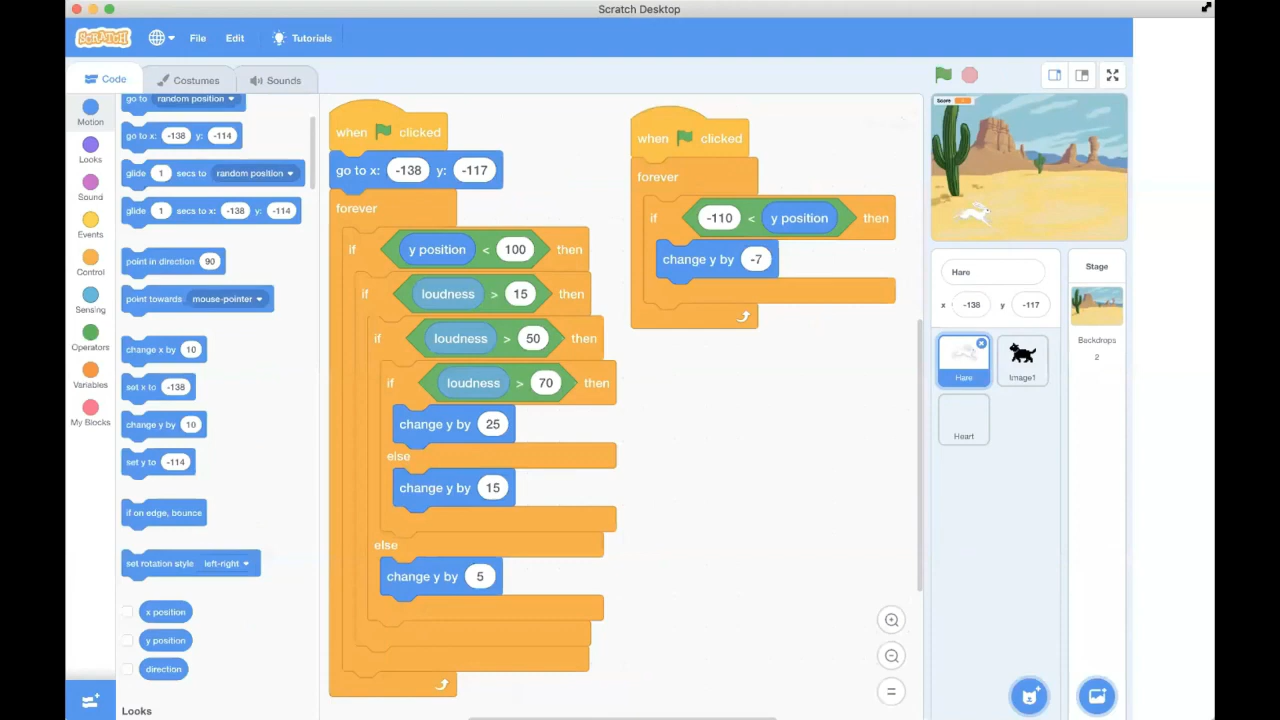 Scratch Desktop
SCRATCH File Edit Tutorials
Code Costumes Sounds
Motion
Looks
Sound
Events
Control
Sensing
Operators
Variables
My Blocks
go to random position
go to x: -138 y: -114
glide 1 secs to random position
glide 1 secs to x: -138 y: -114
point in direction 90
point towards mouse-pointer
change x by 10
set x to -138
change y by 10
set y to -114
if on edge, bounce
set rotation style left-right
x position
y position
direction
Looks
when clicked
go to x: -138 y: -117
forever
if y position < 100 then
if loudness > 15 then
if loudness > 50 then
if loudness > 70 then
change y by 25
else
change y by 15
else
change y by 5
when clicked
forever
if -110 < y position then
change y by -7
Score
Hare
x -138 y -117
Hare
Image1
Heart
Stage
Backdrops
2